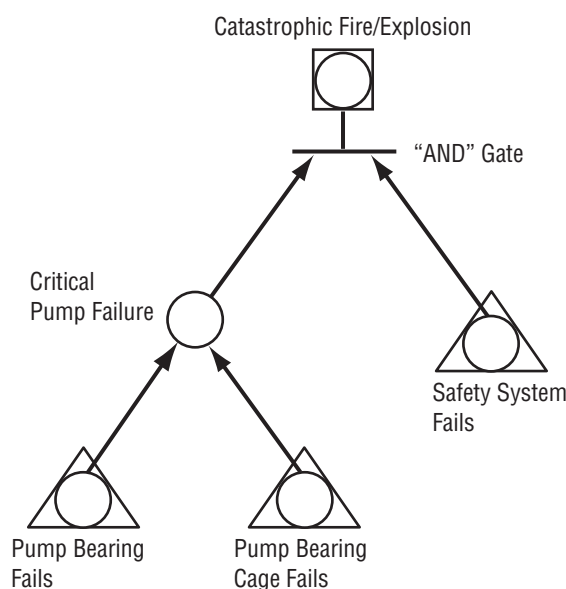 Catastrophic Fire/Explosion
“AND” Gate
Critical
Pump Failure
Safety System
Fails
Pump Bearing
Fails
Pump Bearing
Cage Fails